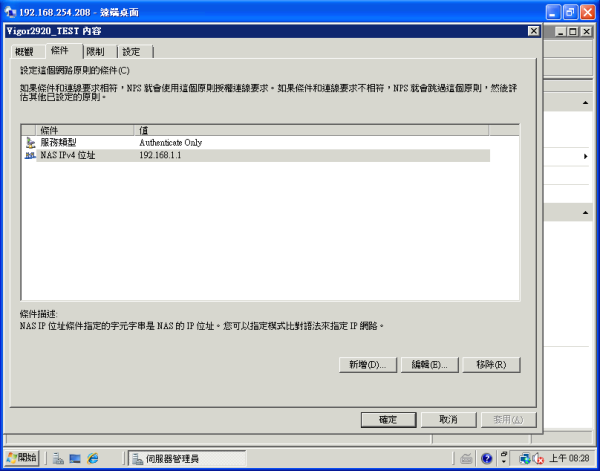 192.168.254.208 - 遠端桌面
Vigor2920_TEST 內容
概觀 條件 限制 設定
設定這個網路原則的條件(C)
如果條件和連線要求相符，NPS 就會使用這個原則授權連線要求。如果條件和連線要求不相符，NPS 就會跳過這個原則，然後評
估其他已設定的原則。
條件 值
服務類型 Authenticate Only
NAS IPv4 位址 192.168.1.1
條件描述:
NAS IP 位址條件指定的字元字串是 NAS 的 IP 位址。您可以指定模式比對語法來指定 IP 網路。
新增(D)... 編輯(E)... 移除(R)
確定 取消 套用(A)
開始 伺服器管理員 上午 08:28